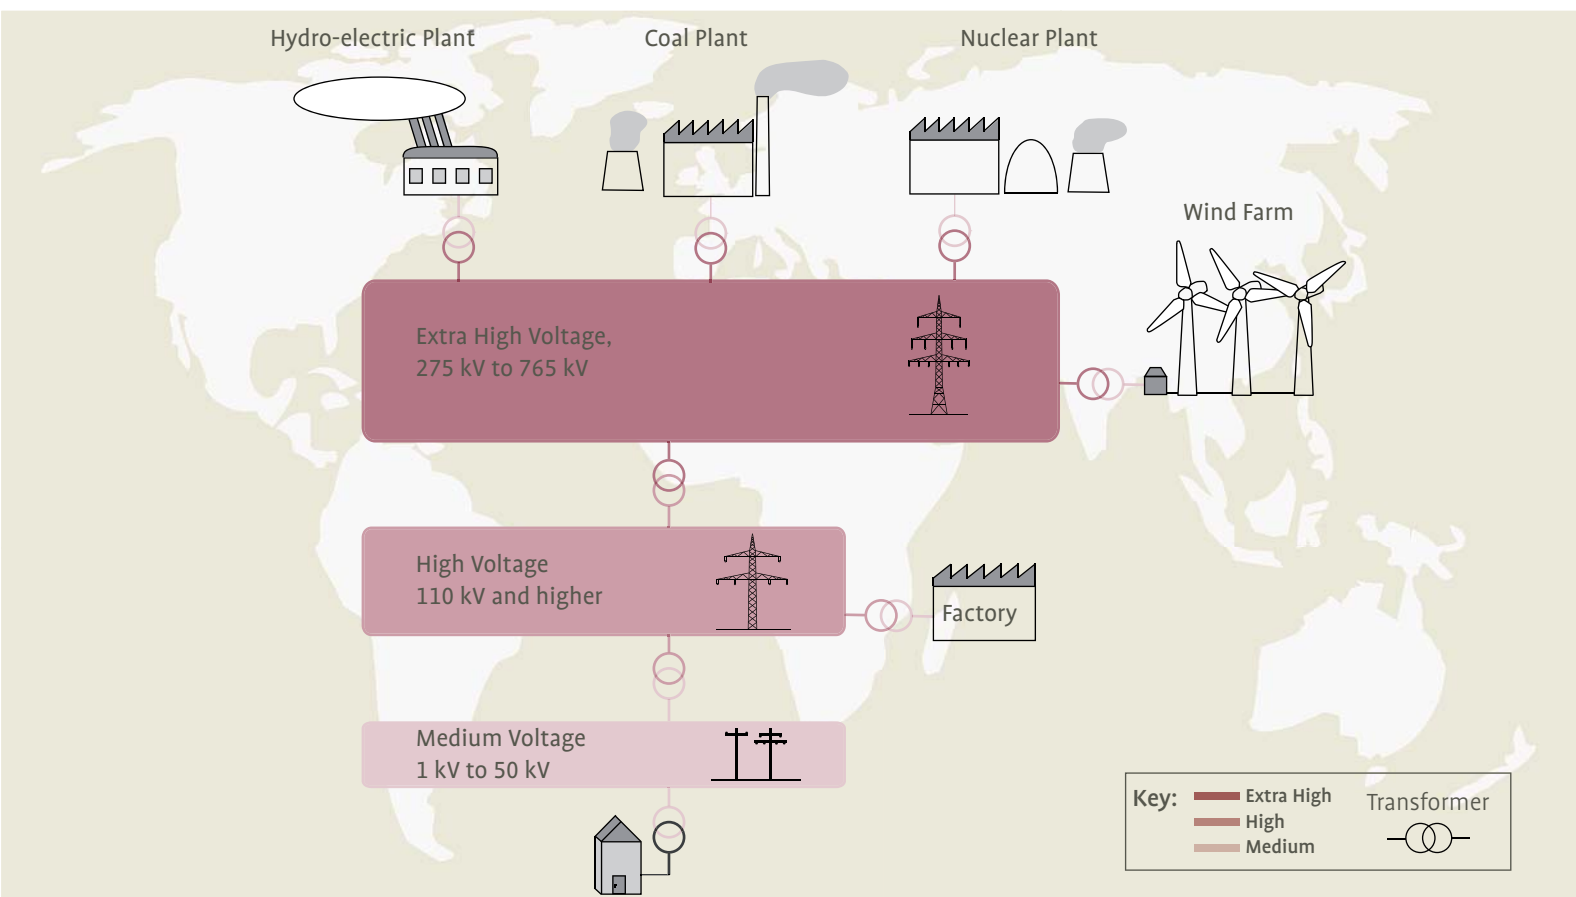 Hydro-electric Plant
Coal Plant
Nuclear Plant
Wind Farm
Extra High Voltage,
275 kV to 765 kV
High Voltage
110 kV and higher
Factory
Medium Voltage
1 kV to 50 kV
Key:
Extra High
High
Medium
Transformer